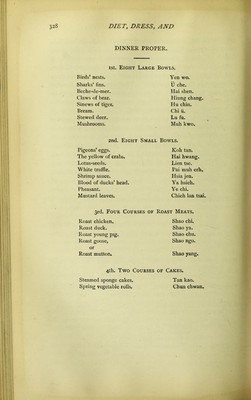 328 DIET, DRESS, AND
DINNER PROPER.
1st. EIGHT LARGE BOWLS.
Birds' nests. Yen wo.
Sharks' fins. Ü che.
Beche-de-mer. Hai shen.
Claws of bear. Hiung chang.
Sinews of tiger. Hu chin.
Bream. Chi ü.
Stewed deer. Lu fu.
Mushrooms. Muh kwo.
2nd. EIGHT SMALL BOWLS.
Pigeons' eggs. Koh tan.
The yellow of crabs. Hai hwang.
Lotus-seeds. Lien tse.
White truffle. Pai muh erh.
Shrimp sauce. Hsia jen.
Blood of ducks' head. Ya hsieh.
Pheasant. Ye chi.
Mustard leaves. Chieh lan tsai.
3rd. FOUR COURSES OF ROAST MEATS.
Roast chicken. Shao chi.
Roast duck. Shao ya.
Roast young pig. Shao chu.
Roast goose, Shao ngo.
or
Roast mutton. Shao yang.
4th. TWO COURSES OF CAKES.
Steamed sponge cakes. Tan kao.
Spring vegetable rolls. Chun chwan.